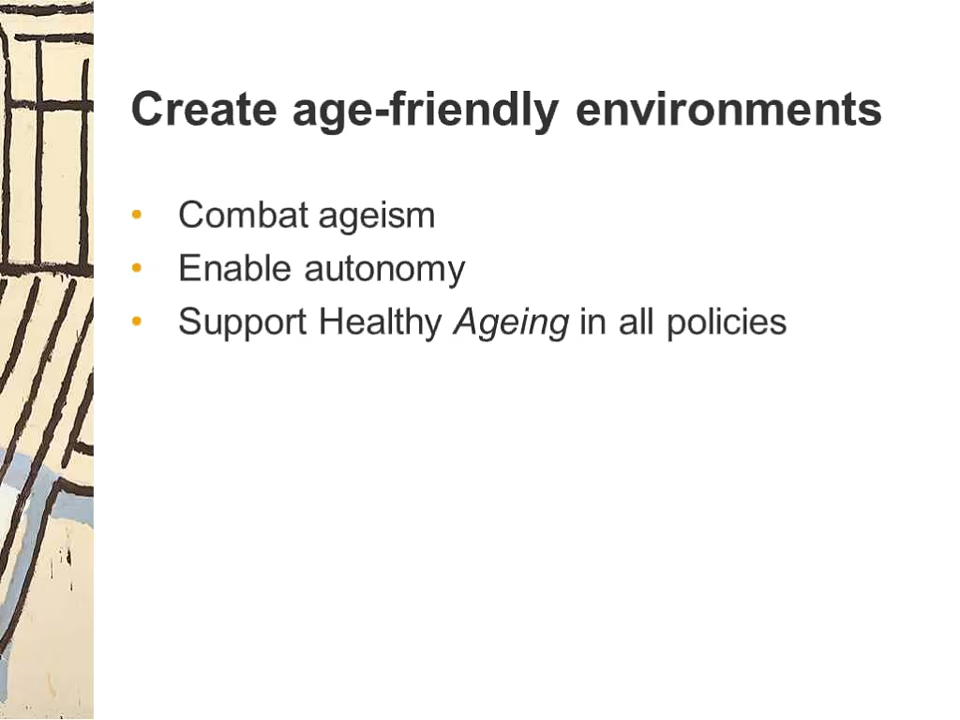 Create age-friendly environments
• Combat ageism
• Enable autonomy
• Support Healthy Ageing in all policies